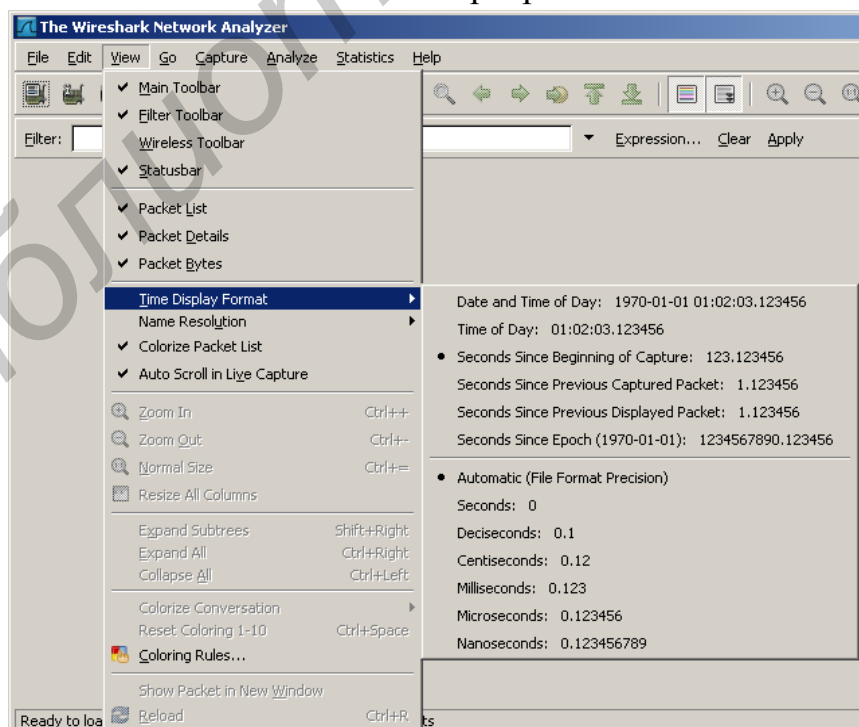 The Wireshark Network Analyzer
File Edit View Go Capture Analyze Statistics Help
Filter: Expression... Clear Apply
Main Toolbar
Filter Toolbar
Wireless Toolbar
Statusbar
Packet List
Packet Details
Packet Bytes
Time Display Format
Name Resolution
Colorize Packet List
Auto Scroll in Live Capture
Zoom In Ctrl++
Zoom Out Ctrl+-
Normal Size Ctrl+=
Resize All Columns
Expand Subtrees Shift+Right
Expand All Ctrl+Right
Collapse All Ctrl+Left
Colorize Conversation
Reset Coloring 1-10 Ctrl+Space
Coloring Rules...
Show Packet in New Window
Reload Ctrl+R
Date and Time of Day: 1970-01-01 01:02:03.123456
Time of Day: 01:02:03.123456
Seconds Since Beginning of Capture: 123.123456
Seconds Since Previous Captured Packet: 1.123456
Seconds Since Previous Displayed Packet: 1.123456
Seconds Since Epoch (1970-01-01): 1234567890.123456
Automatic (File Format Precision)
Seconds: 0
Deciseconds: 0.1
Centiseconds: 0.12
Milliseconds: 0.123
Microseconds: 0.123456
Nanoseconds: 0.123456789
Ready to loa